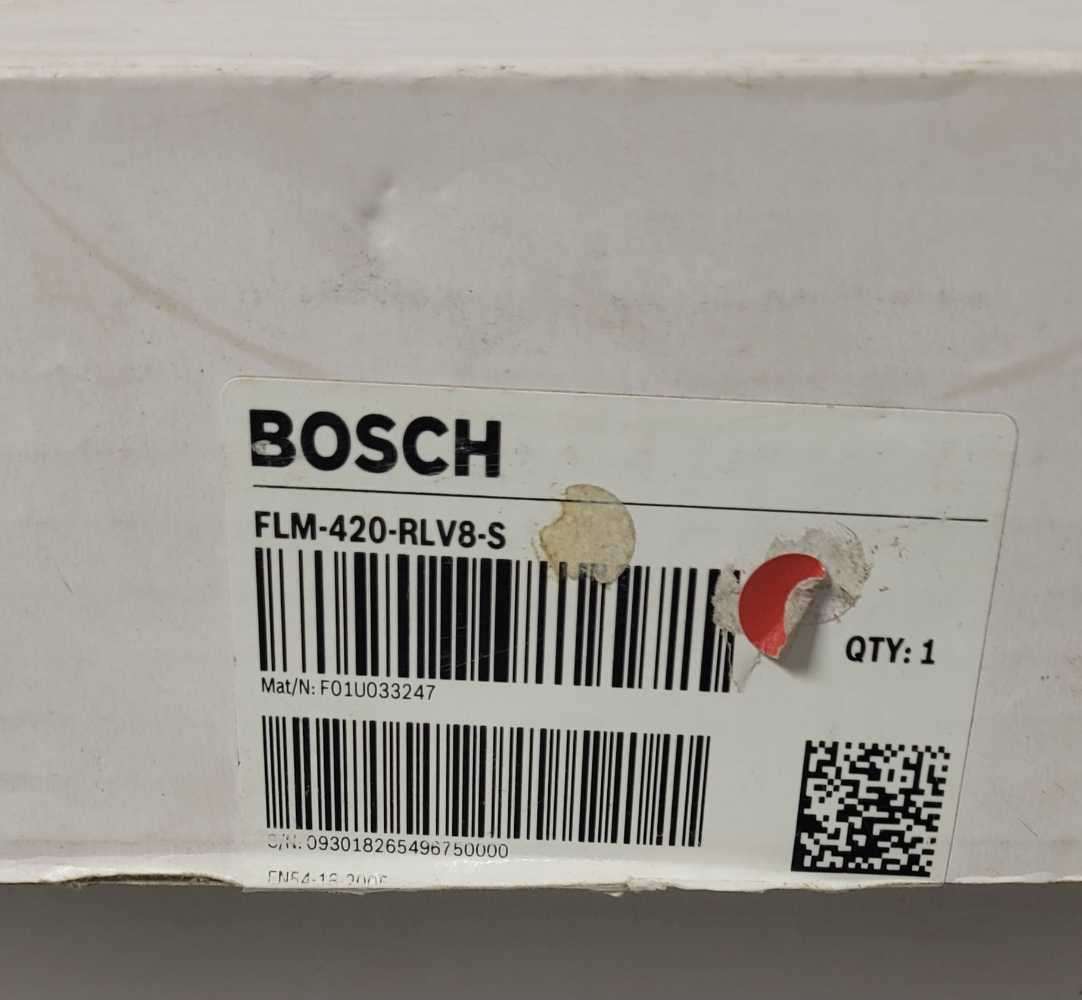 BOSCH
FLM-420-RLV8-S
QTY: 1
Mat/N: F01U033247
S/N: 093018265496750000